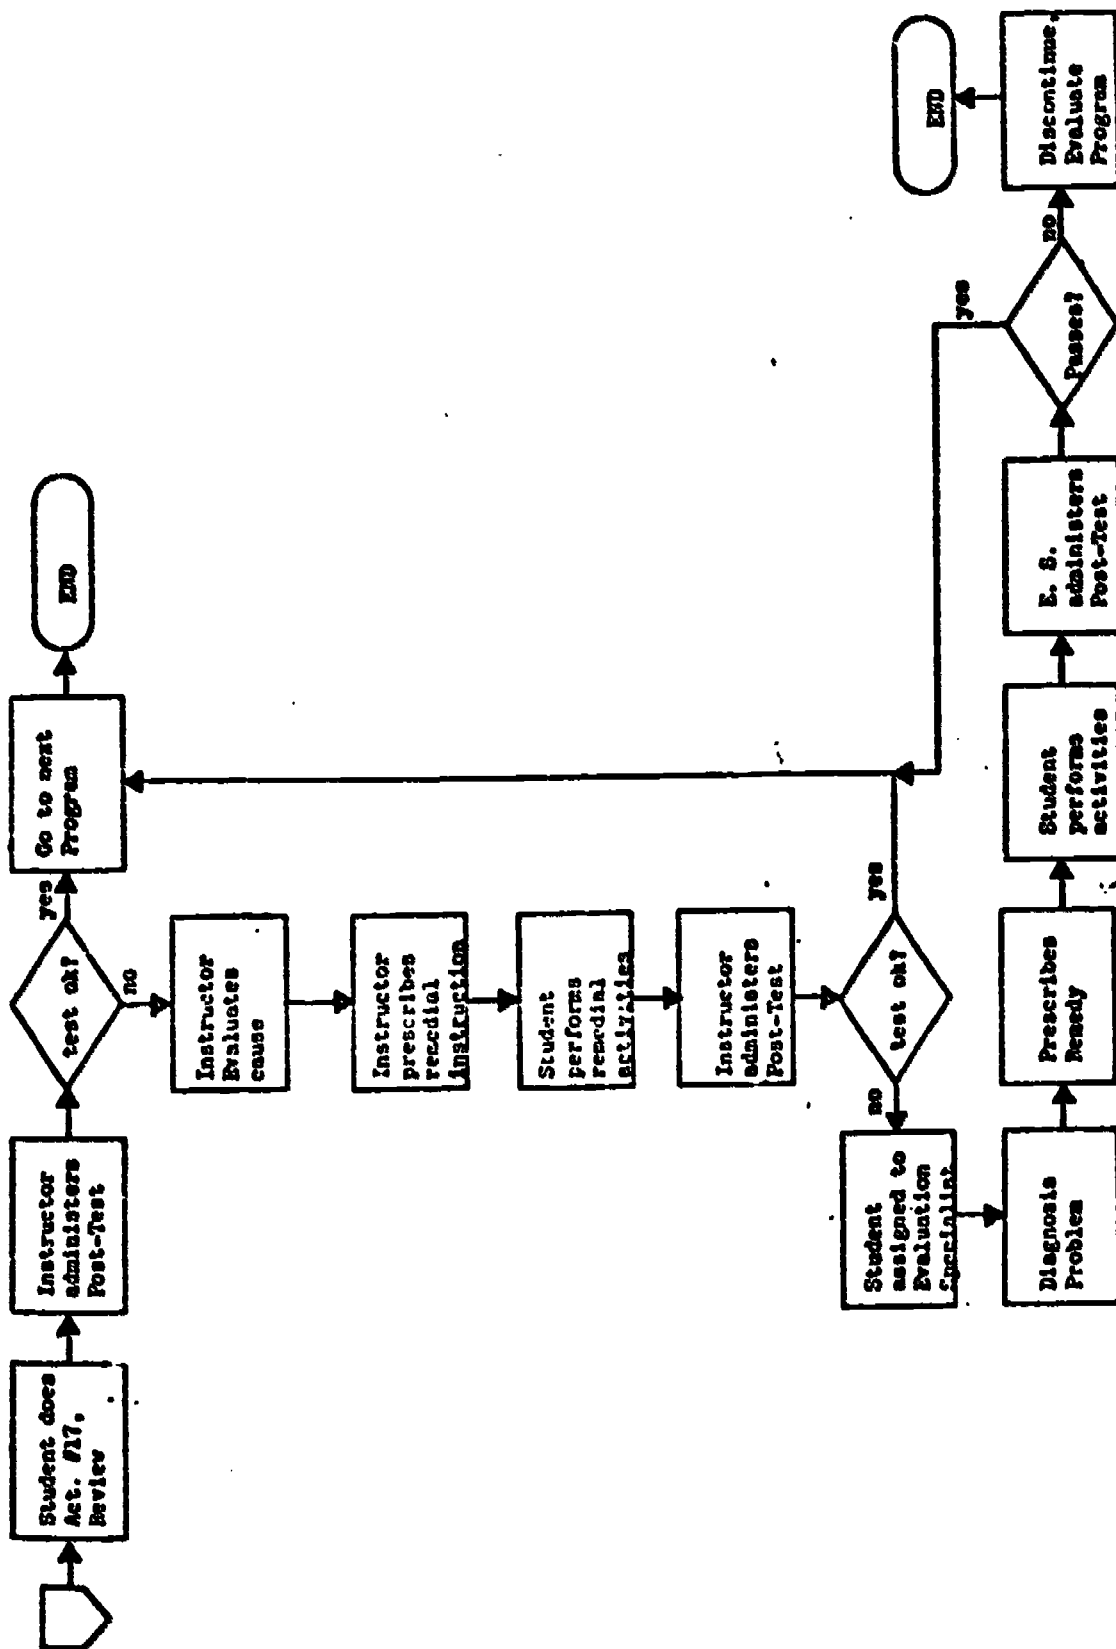 Student does
Act. #17,
Review
Instructor
administers
Post-Test
test ok?
yes
no
Go to next
Program
END
Instructor
Evaluates
cause
Instructor
prescribes
remedial
instruction
Student
performs
remedial
activities
Instructor
administers
Post-Test
test ok?
yes
no
Student
assigned to
Evaluation
Specialist
Diagnosis
Problem
Prescribes
Remedy
Student
performs
activities
E. S.
administers
Post-Test
Passes?
yes
no
Discontinue,
Evaluate
Program
END